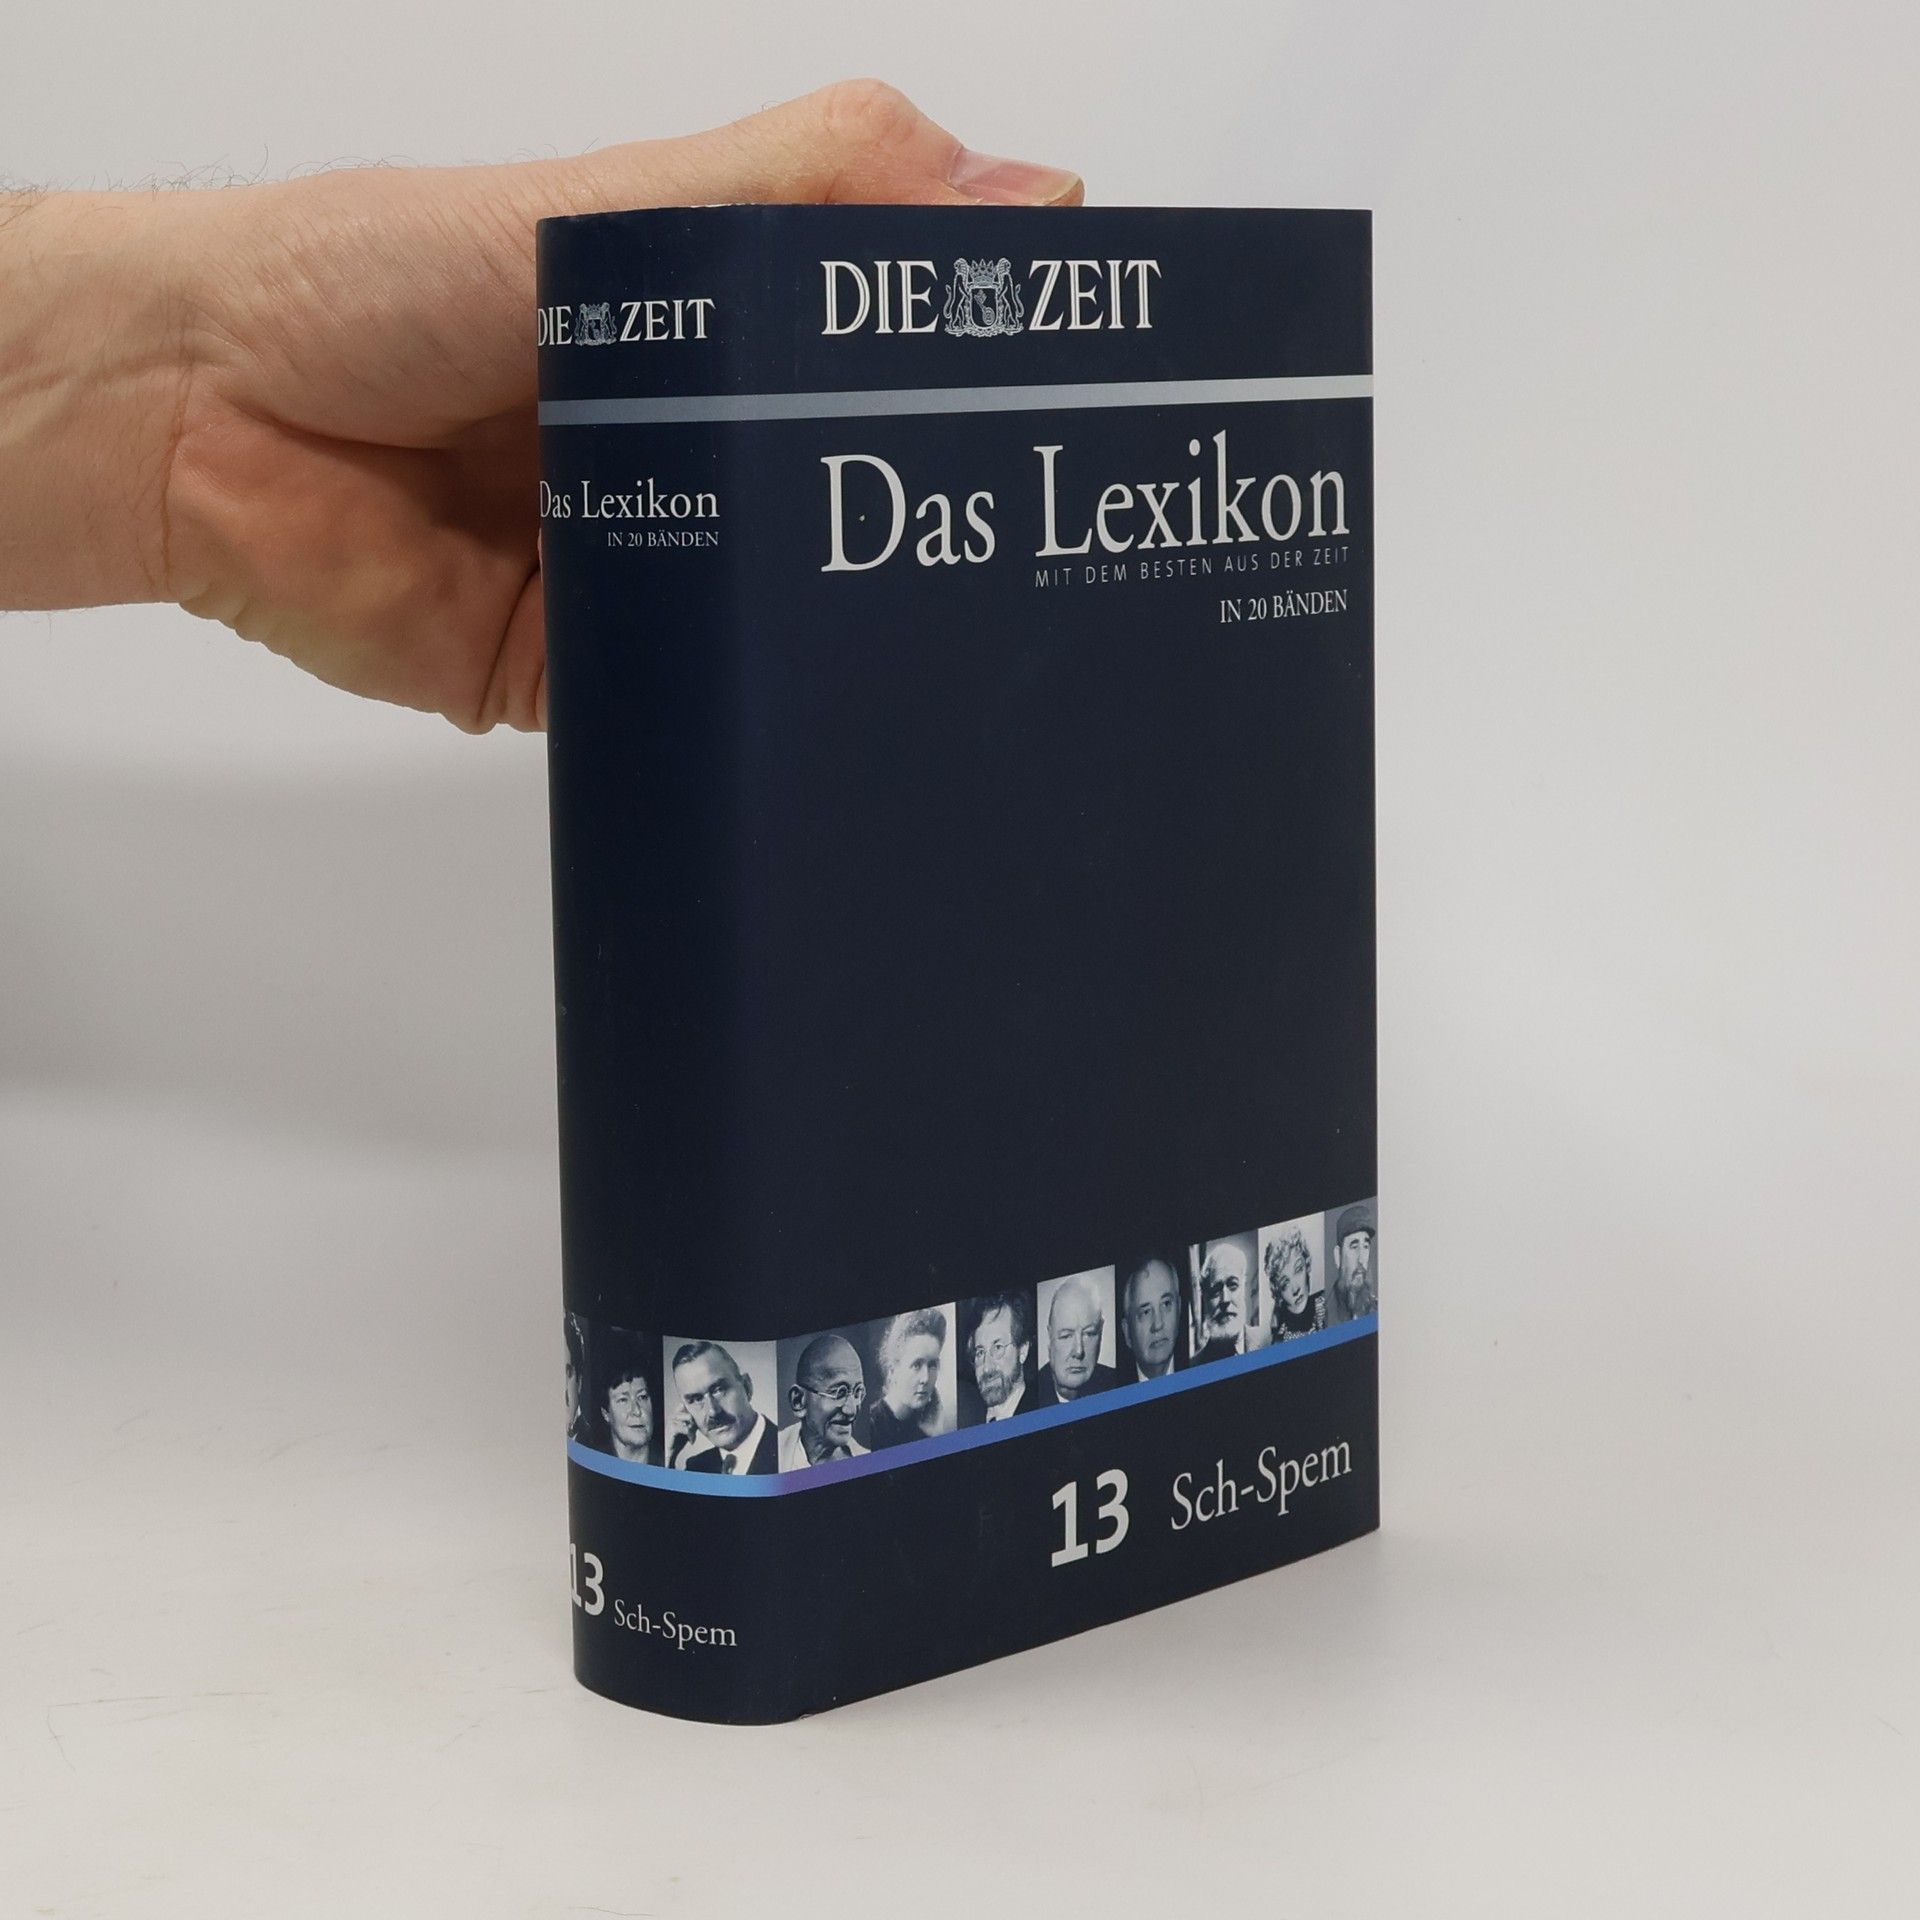 DIE ZEIT
Das Lexikon
IN 20 BÄNDEN
13 Sch-Spem
DIE ZEIT
Das Lexikon
MIT DEM BESTEN AUS DER ZEIT
IN 20 BÄNDEN
13 Sch-Spem